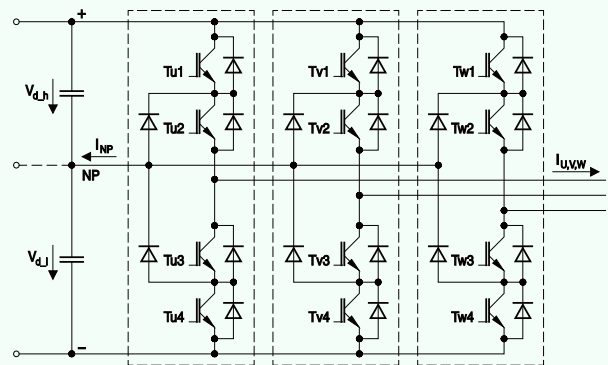 +
Tu1 Tv1 Tw1
V_d_h
Tu2 Tv2 Tw2
I_NP
NP
I_U,V,W
V_d_l
Tu3 Tv3 Tw3
Tu4 Tv4 Tw4
−